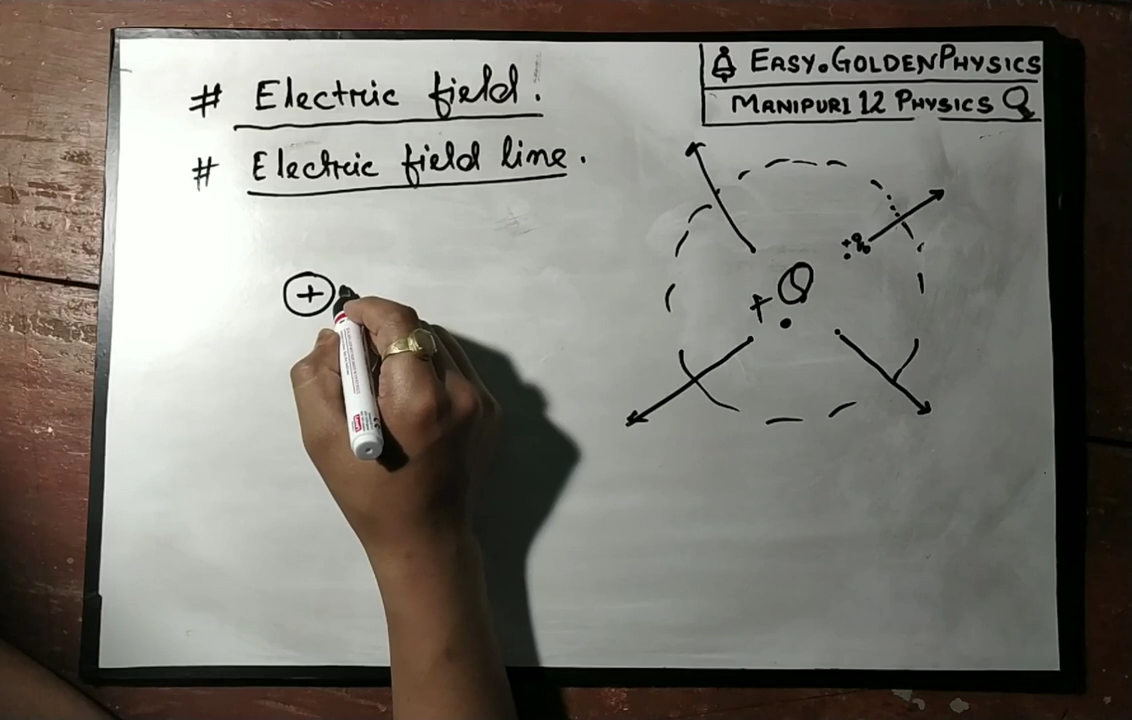 # Electric field.
# Electric field line.
EASY.GOLDENPHYSICS
MANIPURI 12 PHYSICS
+
+q
+Q